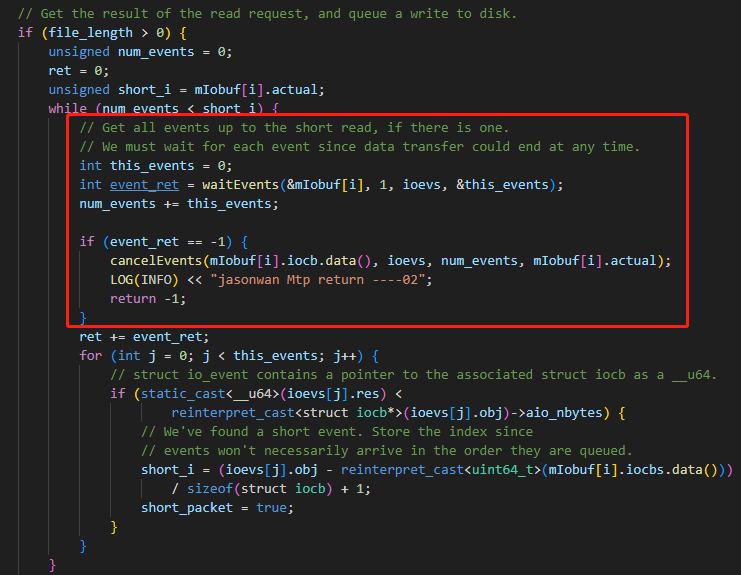 // Get the result of the read request, and queue a write to disk.
if (file_length > 0) {
unsigned num_events = 0;
ret = 0;
unsigned short_i = mIobuf[i].actual;
while (num_events < short_i) {
// Get all events up to the short read, if there is one.
// We must wait for each event since data transfer could end at any time.
int this_events = 0;
int event_ret = waitEvents(&mIobuf[i], 1, ioevs, &this_events);
num_events += this_events;
if (event_ret == -1) {
cancelEvents(mIobuf[i].iocb.data(), ioevs, num_events, mIobuf[i].actual);
LOG(INFO) << "jasonwan Mtp return ----02";
return -1;
}
ret += event_ret;
for (int j = 0; j < this_events; j++) {
// struct io_event contains a pointer to the associated struct iocb as a __u64.
if (static_cast<__u64>(ioevs[j].res) <
reinterpret_cast<struct iocb*>(ioevs[j].obj)->aio_nbytes) {
// We've found a short event. Store the index since
// events won't necessarily arrive in the order they are queued.
short_i = (ioevs[j].obj - reinterpret_cast<uint64_t>(mIobuf[i].iocbs.data()))
/ sizeof(struct iocb) + 1;
short_packet = true;
}
}
}